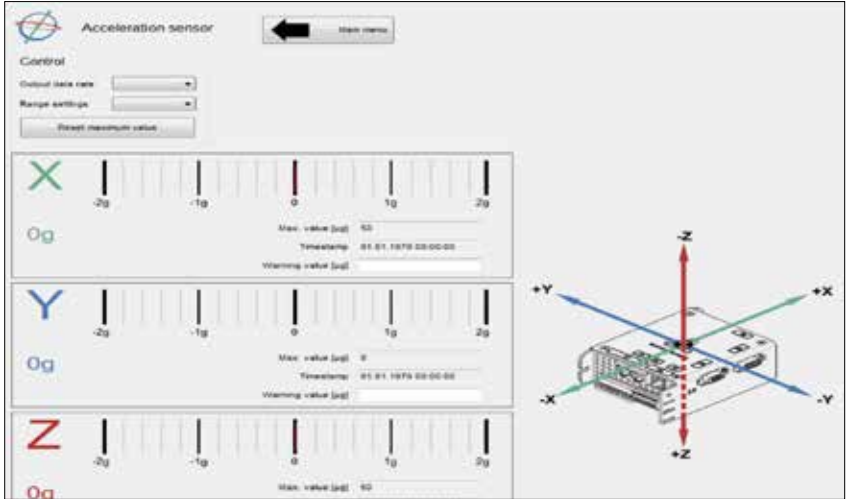 Acceleration sensor
Main menu
Control
Output data rate
Range settings
Reset maximum value
X
-2g -1g 0 1g 2g
0g
Max. value [µg] 50
Timestamp 01.01.1970 00:00:00
Warning value [µg]
Y
-2g -1g 0 1g 2g
0g
Max. value [µg] 0
Timestamp 01.01.1970 00:00:00
Warning value [µg]
Z
-2g -1g 0 1g 2g
0g
Max. value [µg] 50
-Z
+Y +X
-X -Y
+Z